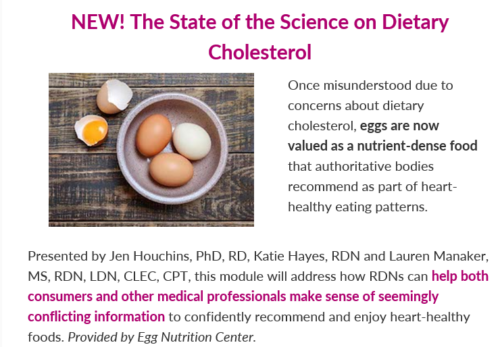 NEW! The State of the Science on Dietary
Cholesterol
Once misunderstood due to
concerns about dietary
cholesterol, eggs are now
valued as a nutrient-dense food
that authoritative bodies
recommend as part of heart-
healthy eating patterns.
Presented by Jen Houchins, PhD, RD, Katie Hayes, RDN and Lauren Manaker,
MS, RDN, LDN, CLEC, CPT, this module will address how RDNs can help both
consumers and other medical professionals make sense of seemingly
conflicting information to confidently recommend and enjoy heart-healthy
foods. Provided by Egg Nutrition Center.